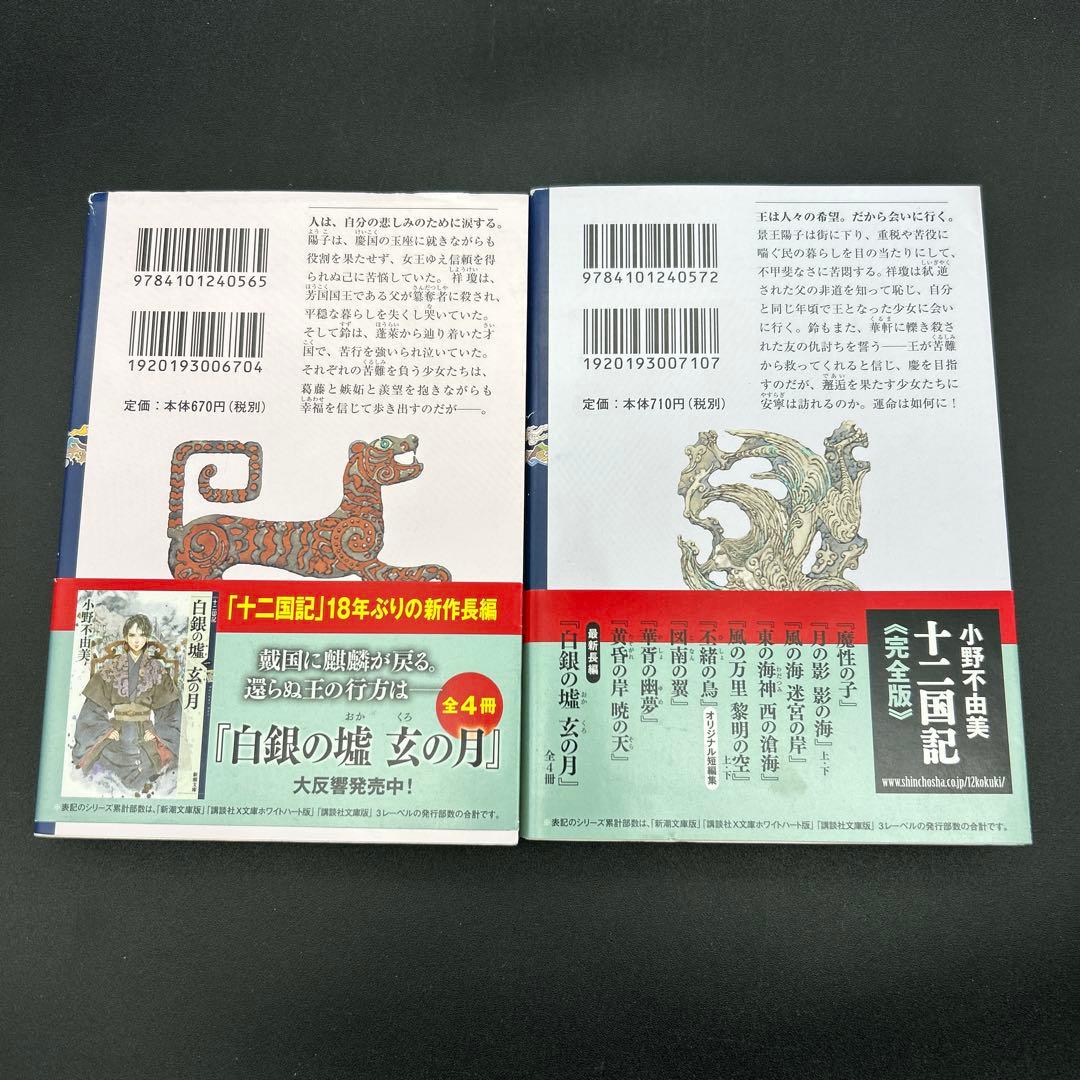 人は、自分の悲しみのために涙する。
陽子は、慶国の玉座に就きながらも
役割を果たせず、女王ゆえ信頼を得
られぬ己に苦悩していた。祥瓊は、
芳国国王である父が簒奪者に殺され、
平穏な暮らしを失くし哭いていた。
そして鈴は、蓬莱から辿り着いた才
国で、苦行を強いられ泣いていた。
それぞれの苦難を負う少女たちは、
葛藤と嫉妬と羨望を抱きながらも
幸福を信じて歩き出すのだが――。
9784101240565
1920193006704
定価:本体670円(税別)
「十二国記」18年ぶりの新作長編
戴国に麒麟が戻る。
還らぬ王の行方は――
全4冊
『白銀の墟 玄の月』
大反響発売中!
十二国記
白銀の墟 玄の月
小野不由美
新潮文庫
表記のシリーズ累計部数は、「新潮文庫版」「講談社X文庫ホワイトハート版」「講談社文庫版」3レーベルの発行部数の合計です。
王は人々の希望。だから会いに行く。
景王陽子は街に下り、重税や苦役に
喘ぐ民の暮らしを目の当たりにして、
不甲斐なさに苦悶する。祥瓊は弑逆
された父の非道を知って恥じ、自分
と同じ年頃で王となった少女に会い
に行く。鈴もまた、華軒に轢き殺さ
れた友の仇討ちを誓う――王が苦難
から救ってくれると信じ、慶を目指
すのだが、邂逅を果たす少女たちに
安寧は訪れるのか。運命は如何に!
9784101240572
1920193007107
定価:本体710円(税別)
小野不由美
十二国記
《完全版》
www.shinchosha.co.jp/12kokuki/
『魔性の子』
『月の影 影の海』上・下
『風の海 迷宮の岸』
『東の海神 西の滄海』
『風の万里 黎明の空』上・下
『丕緒の鳥』オリジナル短編集
『図南の翼』
『華胥の幽夢』
『黄昏の岸 暁の天』
最新長編
『白銀の墟 玄の月』全4冊
表記のシリーズ累計部数は、「新潮文庫版」「講談社X文庫ホワイトハート版」「講談社文庫版」3レーベルの発行部数の合計です。